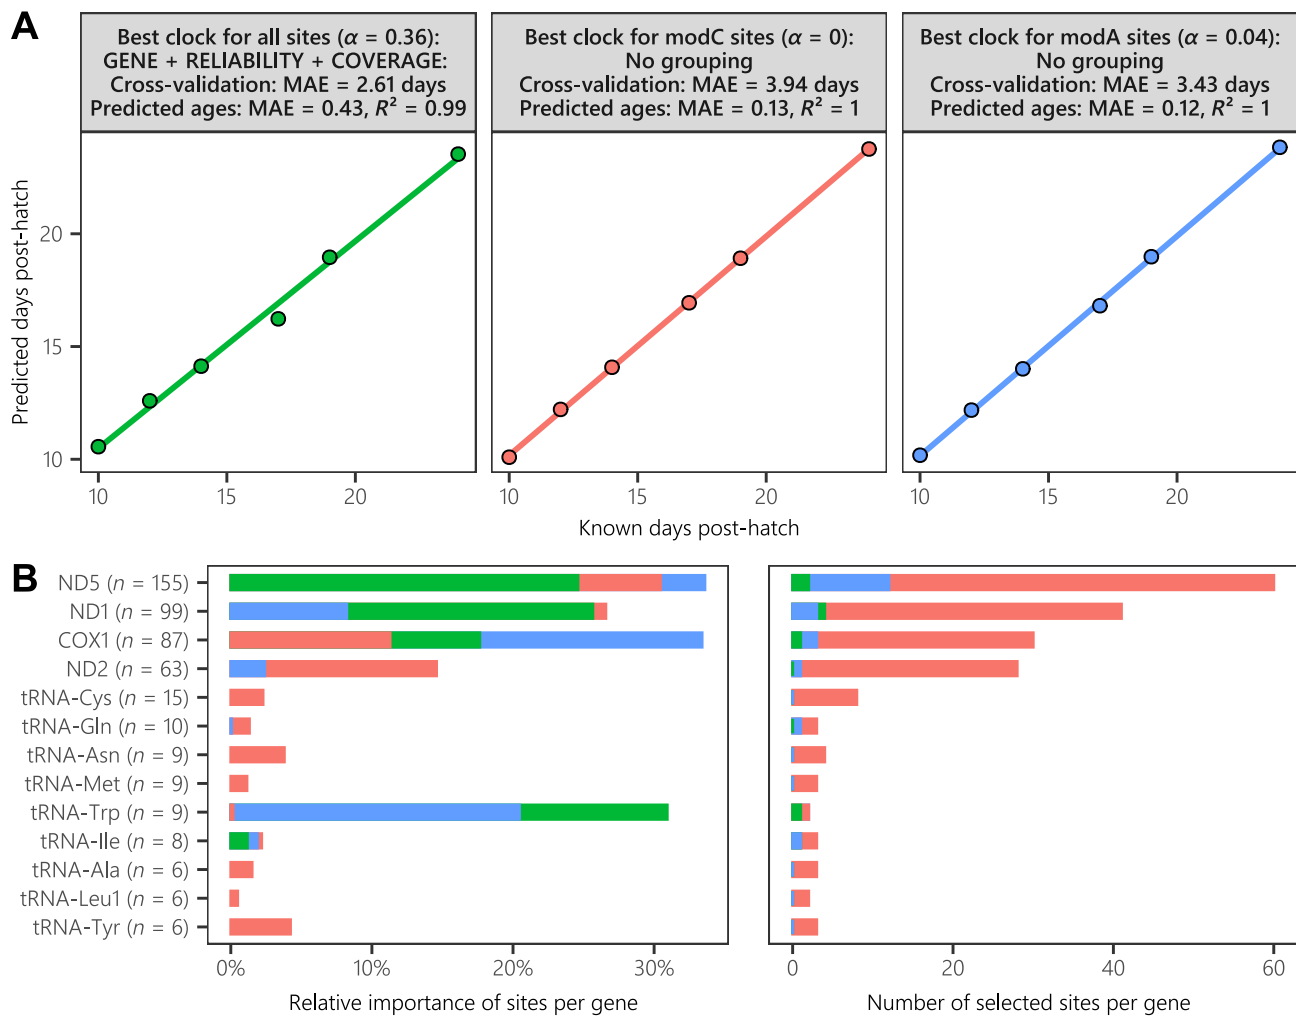 A
Best clock for all sites (α = 0.36):
GENE + RELIABILITY + COVERAGE:
Cross-validation: MAE = 2.61 days
Predicted ages: MAE = 0.43, R² = 0.99
Best clock for modC sites (α = 0):
No grouping
Cross-validation: MAE = 3.94 days
Predicted ages: MAE = 0.13, R² = 1
Best clock for modA sites (α = 0.04):
No grouping
Cross-validation: MAE = 3.43 days
Predicted ages: MAE = 0.12, R² = 1
Predicted days post-hatch
20
15
10
10 15 20
10 15 20
10 15 20
Known days post-hatch
B
ND5 (n = 155)
ND1 (n = 99)
COX1 (n = 87)
ND2 (n = 63)
tRNA-Cys (n = 15)
tRNA-Gln (n = 10)
tRNA-Asn (n = 9)
tRNA-Met (n = 9)
tRNA-Trp (n = 9)
tRNA-Ile (n = 8)
tRNA-Ala (n = 6)
tRNA-Leu1 (n = 6)
tRNA-Tyr (n = 6)
0% 10% 20% 30%
Relative importance of sites per gene
0 20 40 60
Number of selected sites per gene